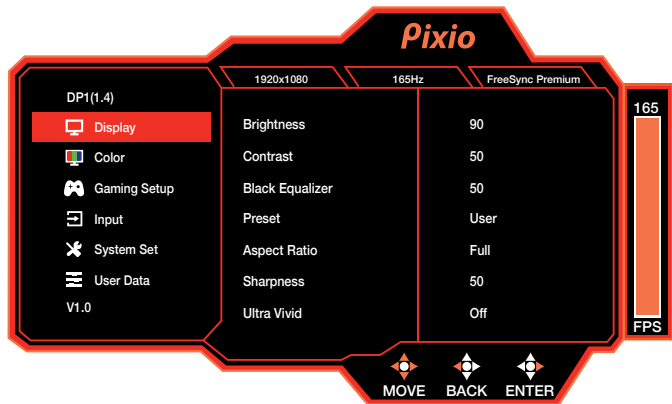 Pixio
1920x1080 165Hz FreeSync Premium
DP1(1.4)
Display
Color
Gaming Setup
Input
System Set
User Data
V1.0
Brightness 90
Contrast 50
Black Equalizer 50
Preset User
Aspect Ratio Full
Sharpness 50
Ultra Vivid Off
165
FPS
MOVE BACK ENTER